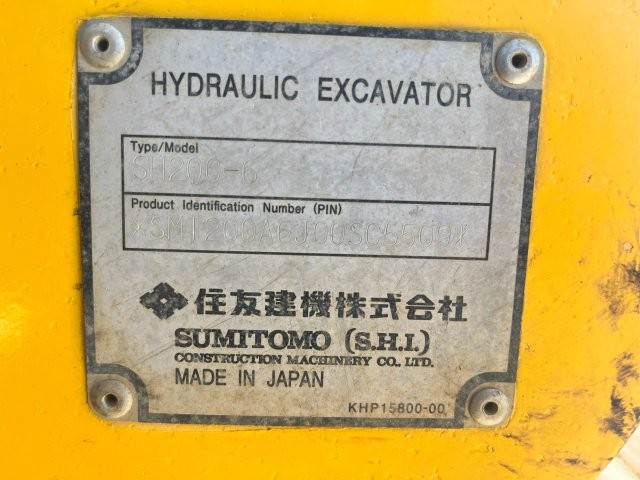 HYDRAULIC EXCAVATOR
Type/Model
SH200-6
Product Identification Number (PIN)
住友建機株式会社
SUMITOMO (S.H.I.)
CONSTRUCTION MACHINERY CO., LTD.
MADE IN JAPAN
KHP15800-00